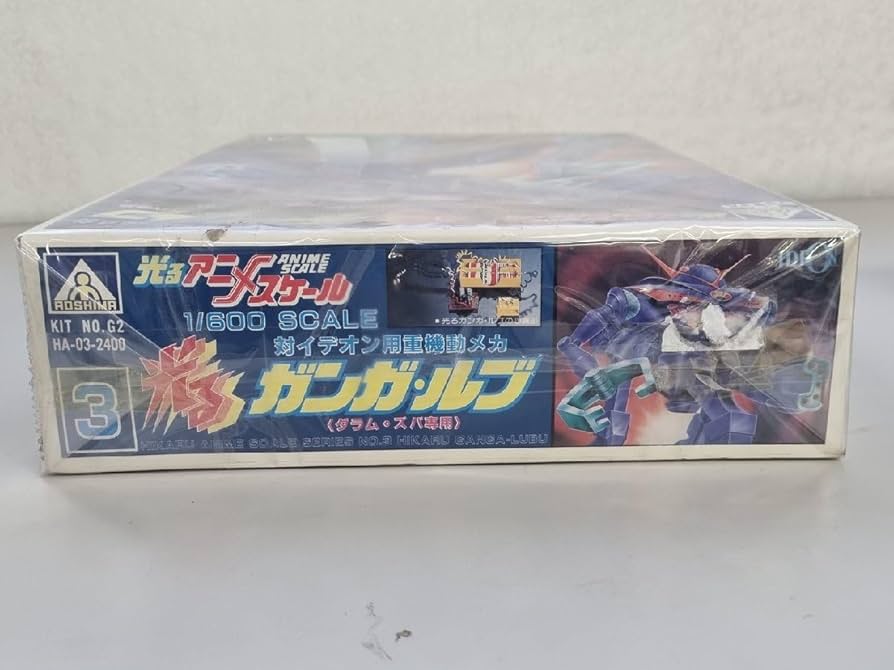 AOSHIMA
KIT NO.G2
HA-03-2400
3
光るアニメスケール
ANIME SCALE
1/600 SCALE
対イデオン用重機動メカ
光る ガンガ・ルブ
〈ダラム・ズバ専用〉
HIKARU ANIME SCALE SERIES NO.3 HIKARU GANGA-LUBU
IDEON